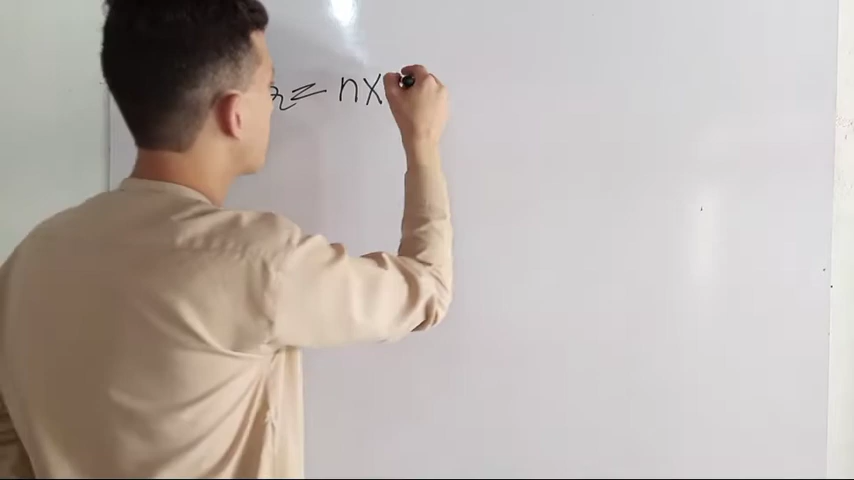 = nx